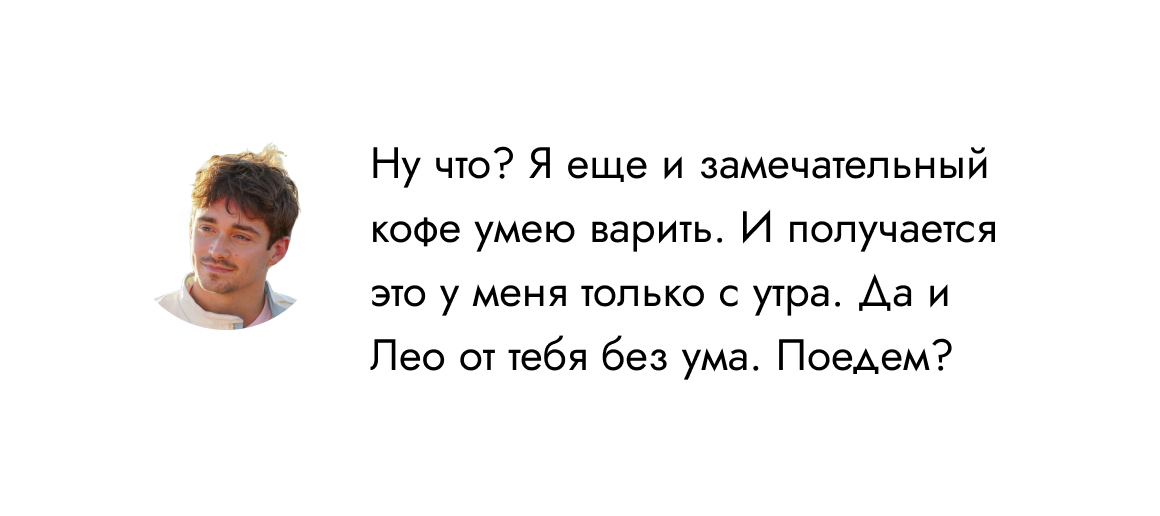 Ну что? Я еще и замечательный
кофе умею варить. И получается
это у меня только с утра. Да и
Лео от тебя без ума. Поедем?